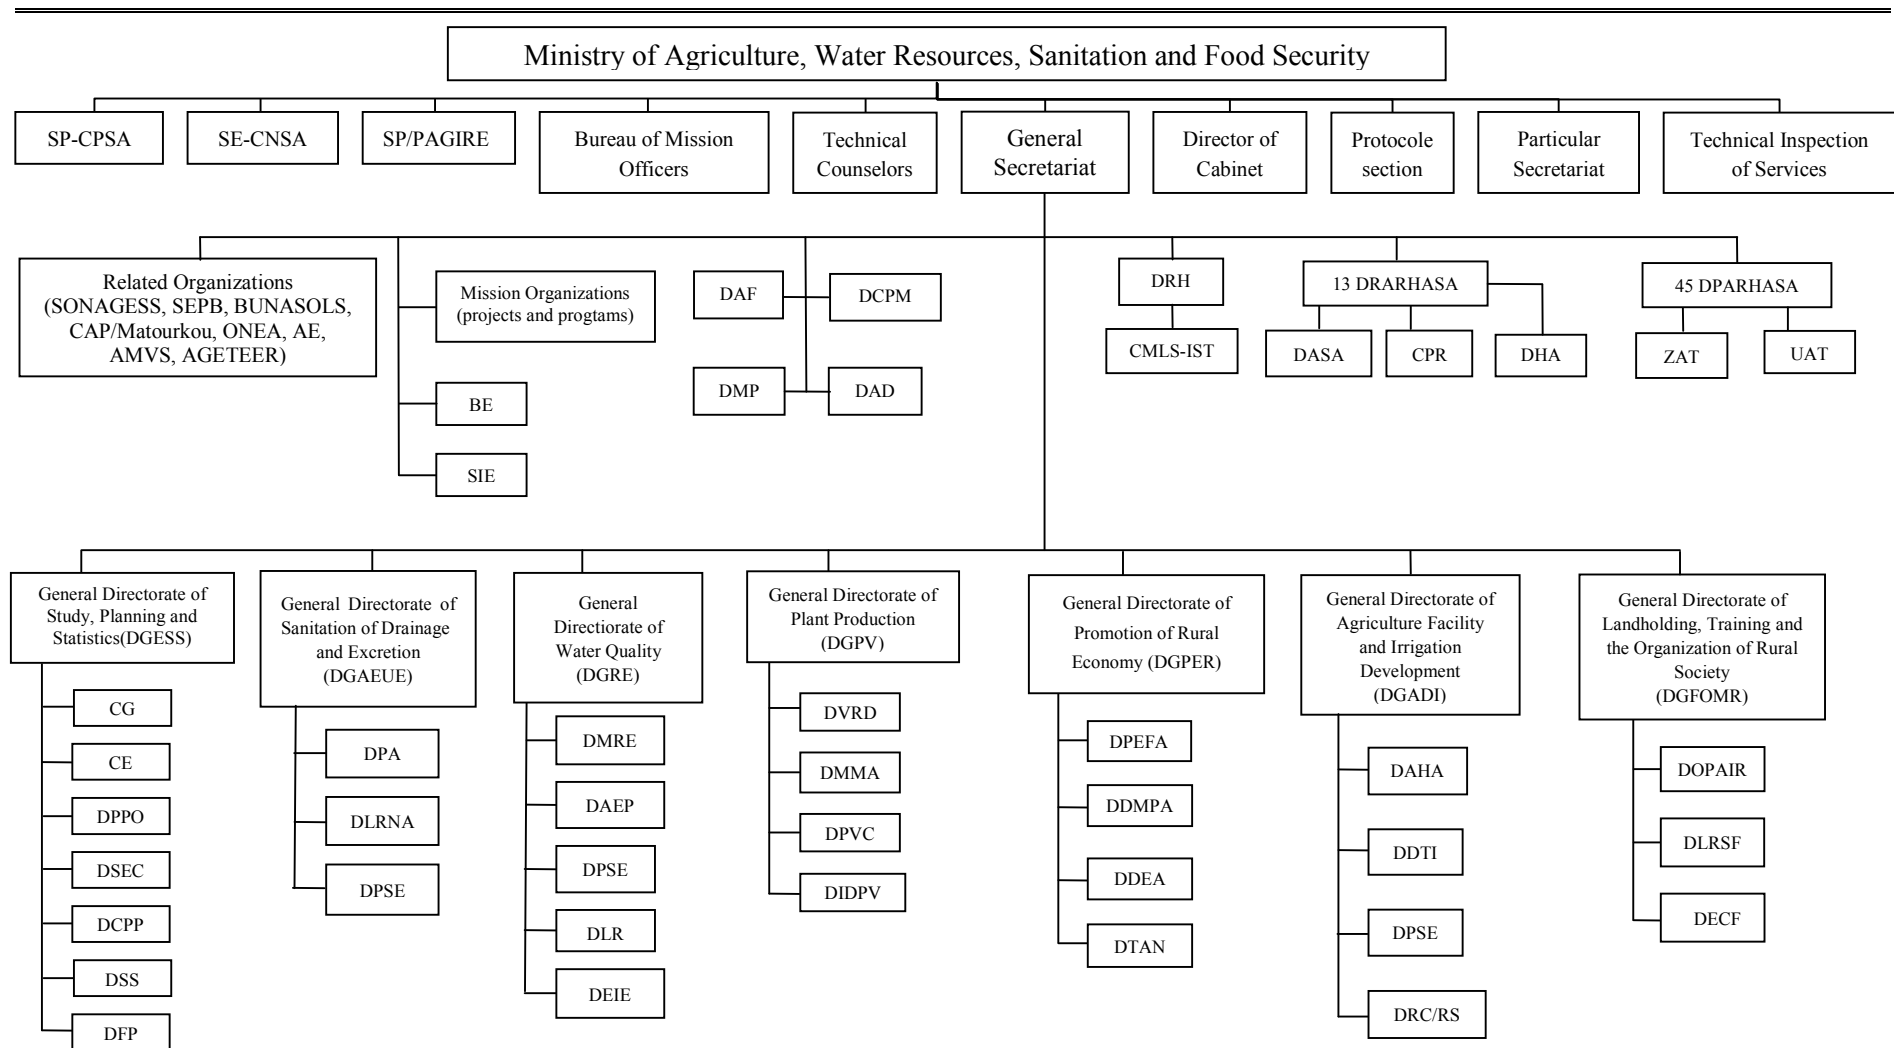 Ministry of Agriculture, Water Resources, Sanitation and Food Security
SP-CPSA
SE-CNSA
SP/PAGIRE
Bureau of Mission
Officers
Technical
Counselors
General
Secretariat
Director of
Cabinet
Protocole
section
Particular
Secretariat
Technical Inspection
of Services
Related Organizations
(SONAGESS, SEPB, BUNASOLS,
CAP/Matourkou, ONEA, AE,
AMVS, AGETEER)
Mission Organizations
(projects and progtams)
BE
SIE
DAF
DCPM
DMP
DAD
DRH
CMLS-IST
13 DRARHASA
DASA
CPR
DHA
45 DPARHASA
ZAT
UAT
General Directorate of
Study, Planning and
Statistics(DGESS)
CG
CE
DPPO
DSEC
DCPP
DSS
DFP
General Directorate of
Sanitation of Drainage
and Excretion
(DGAEUE)
DPA
DLRNA
DPSE
General
Directiorate of
Water Quality
(DGRE)
DMRE
DAEP
DPSE
DLR
DEIE
General Directorate of
Plant Production
(DGPV)
DVRD
DMMA
DPVC
DIDPV
General Directorate of
Promotion of Rural
Economy (DGPER)
DPEFA
DDMPA
DDEA
DTAN
General Directorate of
Agriculture Facility
and Irrigation
Development
(DGADI)
DAHA
DDTI
DPSE
DRC/RS
General Directorate of
Landholding, Training and
the Organization of Rural
Society
(DGFOMR)
DOPAIR
DLRSF
DECF